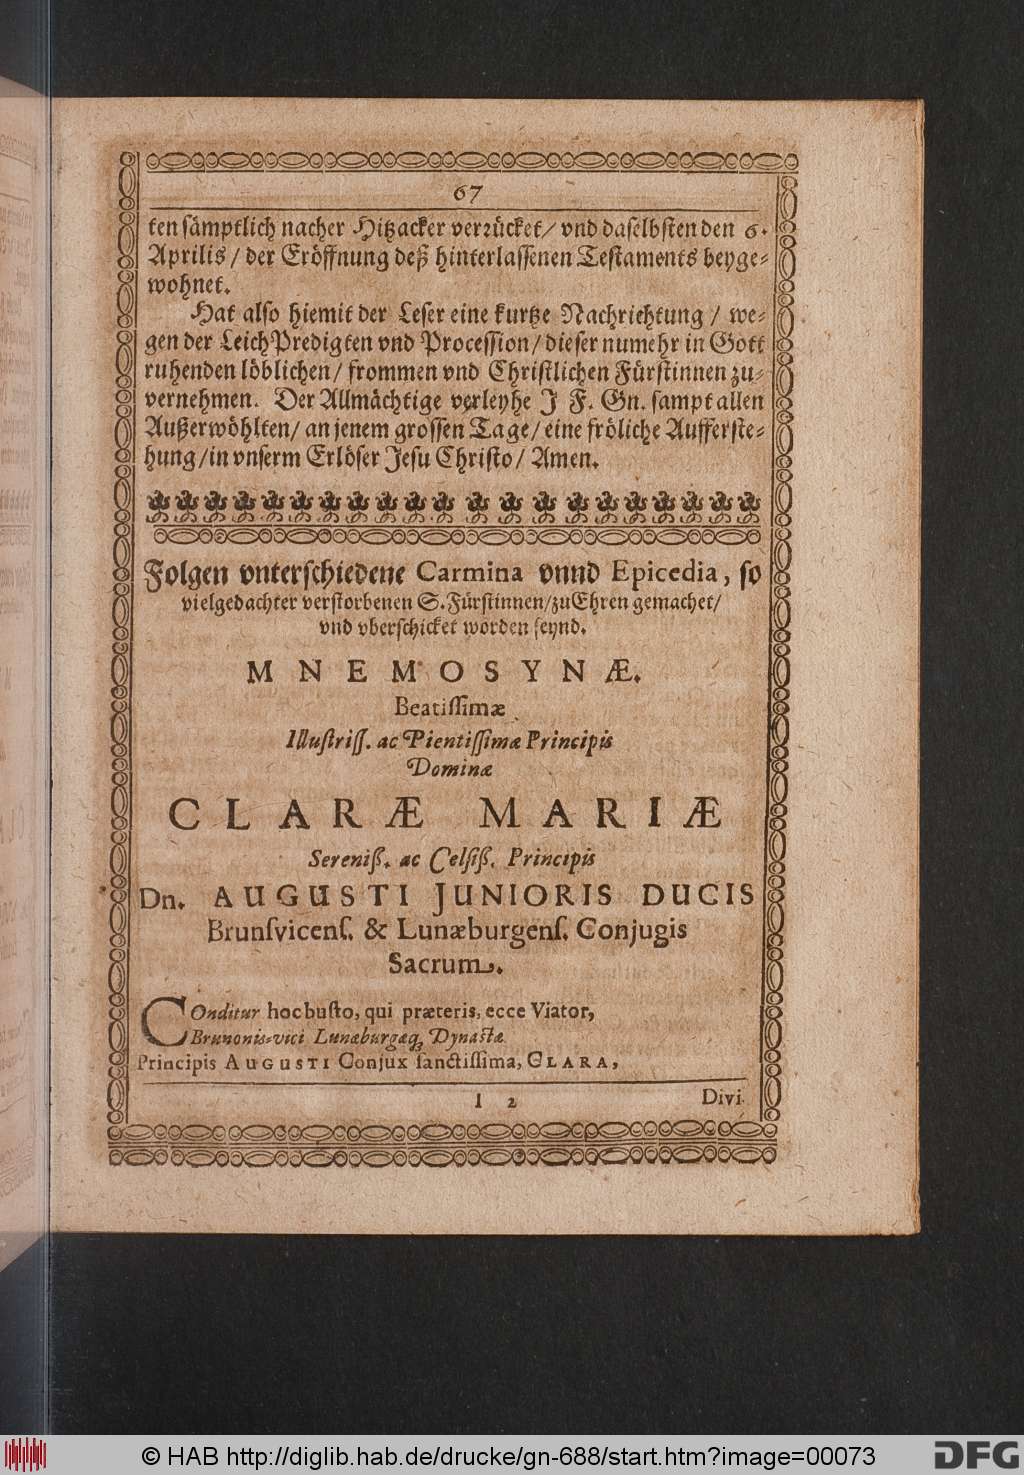 67
ten sämptlich nacher Hitzacker verꝛücket/ vnd daselbsten den 6.
Aprilis/ der Eröffnung deß hinterlassenen Testaments beyge-
wohnet.
Hat also hiemit der Leser eine kurtze Nachrichtung/ we-
gen der LeichPredigten vnd Procession/ dieser numehr in Gott
ruhenden löblichen/ frommen vnd Christlichen Fürstinnen zu-
vernehmen. Der Allmächtige verleyhe J F. Gn. sampt allen
Außerwöhlten/ an jenem grossen Tage/ eine fröliche Aufferste-
hung/ in vnserm Erlöser Jesu Christo/ Amen.
Folgen vnterschiedene Carmina vnnd Epicedia, so
vielgedachter verstorbenen S. Fürstinnen/ zu Ehren gemachet/
vnd vberschicket worden seynd.
MNEMOSYNÆ.
Beatissimæ
Illustriss. ac Pientissimæ Principis
Dominæ
CLARÆ MARIÆ
Sereniß. ac Celsiß. Principis
Dn. AUGUSTI JUNIORIS DUCIS
Brunsvicens. & Lunæburgens. Conjugis
Sacrum.
COnditur hoc busto, qui præteris, ecce Viator,
Brunonis-vici Lunæburgæq; Dynastæ
Principis AUGUSTI Conjux sanctissima, CLARA,
I 2 Divi
© HAB http://diglib.hab.de/drucke/gn-688/start.htm?image=00073
DFG